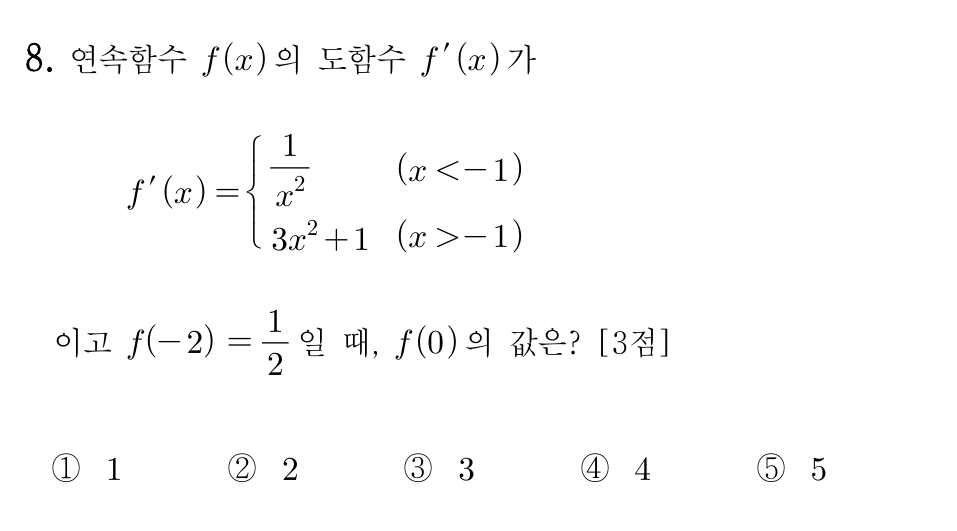 8. 연속함수 f(x)의 도함수 f′(x)가
f′(x) = { 1/x² (x < −1)
3x² + 1 (x > −1)
이고 f(−2) = 1/2 일 때, f(0)의 값은? [3점]
① 1 ② 2 ③ 3 ④ 4 ⑤ 5